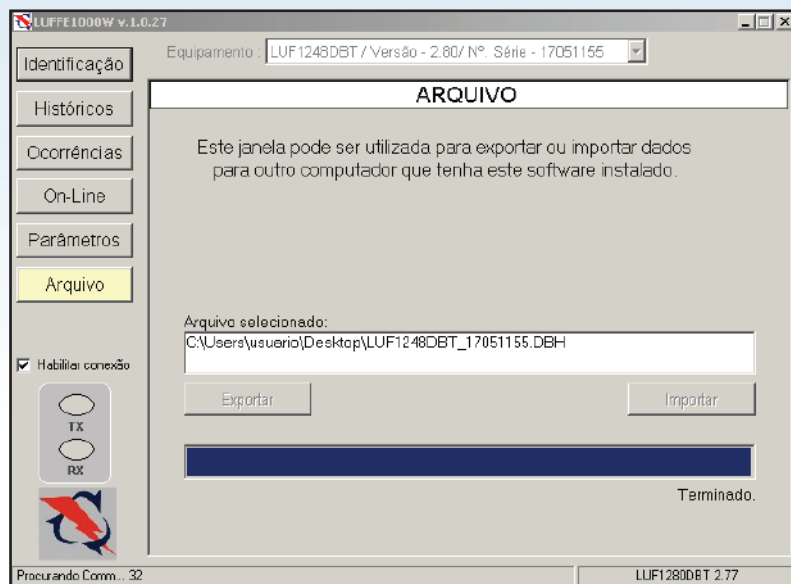 LUFFE1000W v.1.0.27
Equipamento : LUF1248DBT / Versão - 2.80/ Nº. Série - 17051155
Identificação
Históricos
Ocorrências
On-Line
Parâmetros
Arquivo
ARQUIVO
Este janela pode ser utilizada para exportar ou importar dados
para outro computador que tenha este software instalado.
Arquivo selecionado:
C:\Users\usuario\Desktop\LUF1248DBT_17051155.DBH
Exportar
Importar
Terminado.
Habilitar conexão
TX
RX
Procurando Comm... 32
LUF1280DBT 2.77